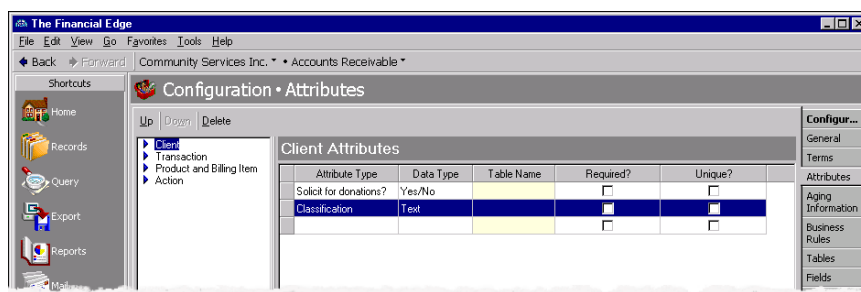 The Financial Edge
File Edit View Go Favorites Tools Help
Back Forward Community Services Inc. • Accounts Receivable
Shortcuts
Configuration • Attributes
Home
Up Down Delete
Configur...
Client
Transaction
Product and Billing Item
Action
Client Attributes
General
Terms
Records
Attribute Type Data Type Table Name Required? Unique?
Attributes
Solicit for donations? Yes/No
Query
Classification Text
Aging
Information
Export
Business
Rules
Reports
Tables
Fields